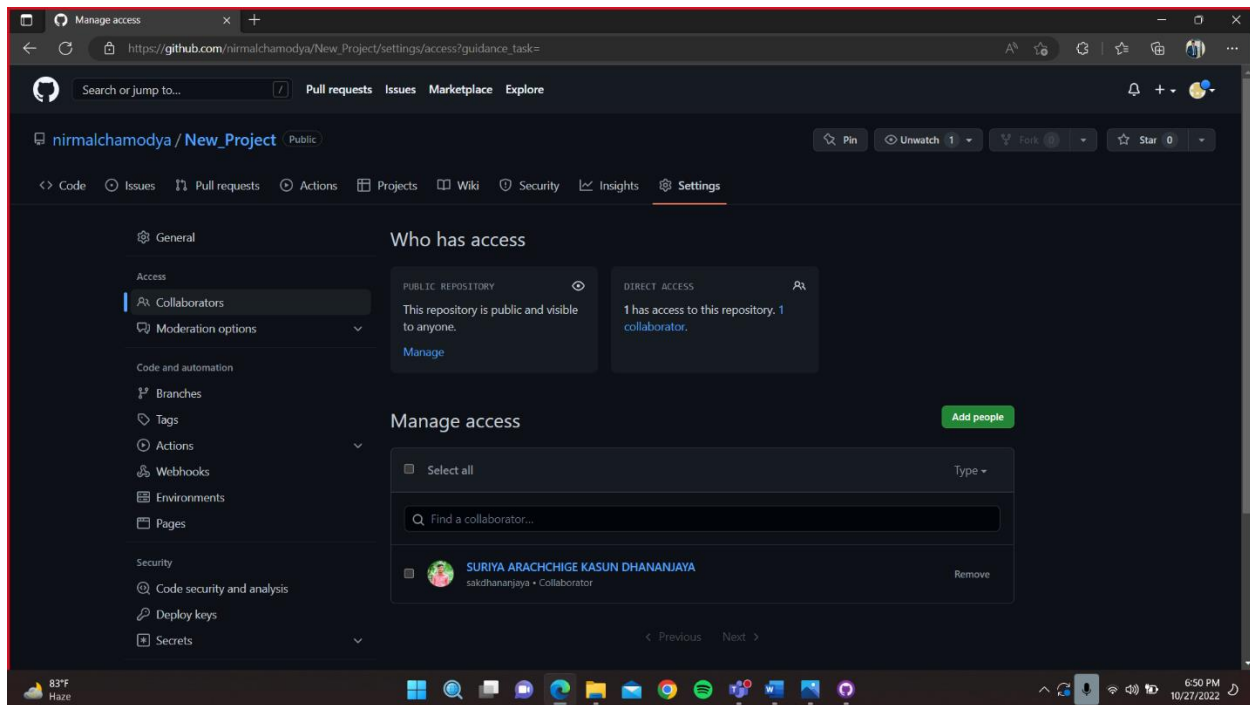 Manage access
https://github.com/nirmalchamodya/New_Project/settings/access?guidance_task=
Search or jump to... / Pull requests Issues Marketplace Explore
nirmalchamodya / New_Project Public
Pin Unwatch 1 Fork 0 Star 0
Code Issues Pull requests Actions Projects Wiki Security Insights Settings
General
Access
Collaborators
Moderation options
Code and automation
Branches
Tags
Actions
Webhooks
Environments
Pages
Security
Code security and analysis
Deploy keys
Secrets
Who has access
PUBLIC REPOSITORY
This repository is public and visible
to anyone.
Manage
DIRECT ACCESS
1 has access to this repository. 1
collaborator.
Manage access
Add people
Select all
Type
Find a collaborator...
SURIYA ARACHCHIGE KASUN DHANANJAYA
sakdhananjaya • Collaborator
Remove
< Previous Next >
83°F
Haze
6:50 PM
10/27/2022